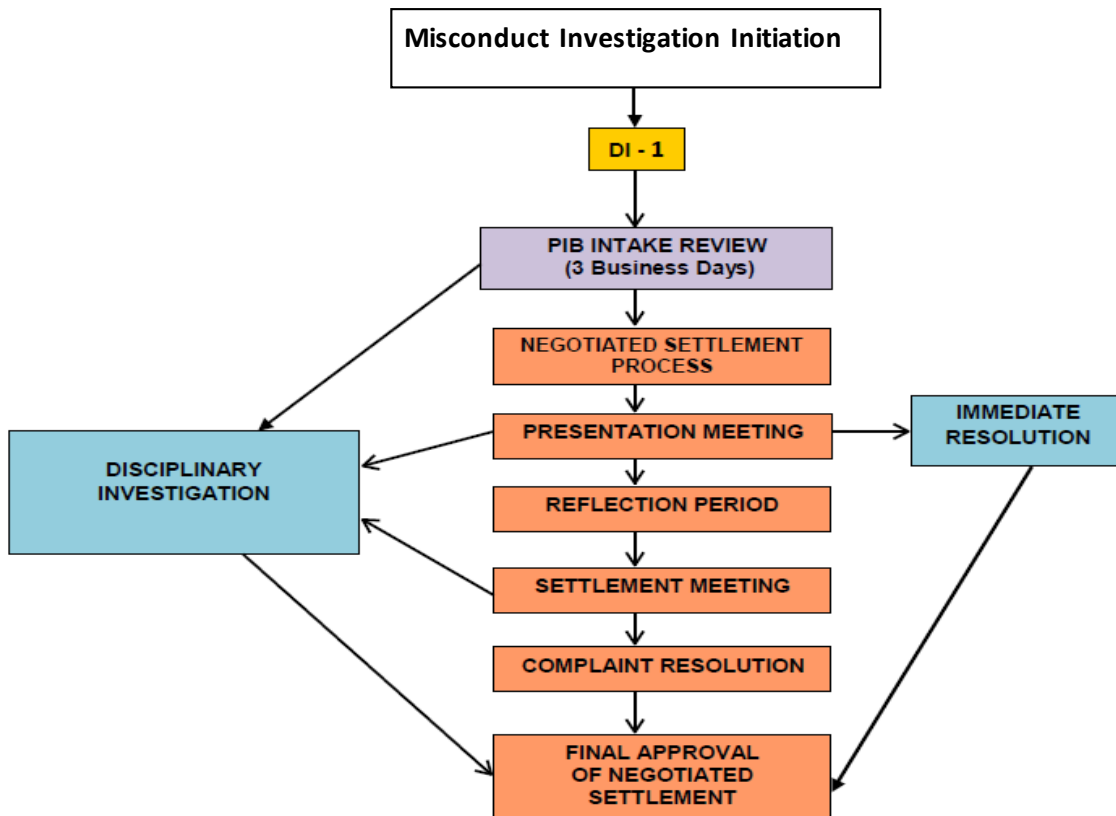 Misconduct Investigation Initiation
DI - 1
PIB INTAKE REVIEW
(3 Business Days)
NEGOTIATED SETTLEMENT
PROCESS
PRESENTATION MEETING
IMMEDIATE
RESOLUTION
DISCIPLINARY
INVESTIGATION
REFLECTION PERIOD
SETTLEMENT MEETING
COMPLAINT RESOLUTION
FINAL APPROVAL
OF NEGOTIATED
SETTLEMENT